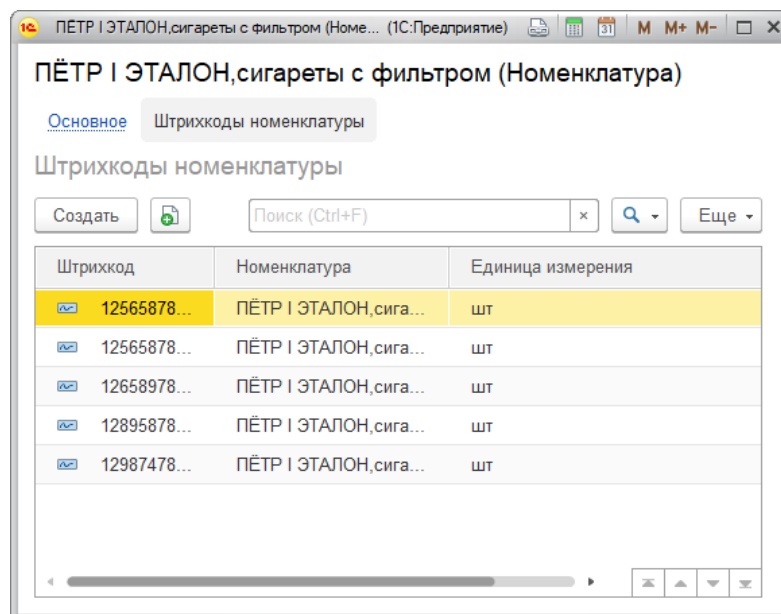 1С ПЁТР I ЭТАЛОН,сигареты с фильтром (Номе... (1С:Предприятие) 31 M M+ M-
ПЁТР I ЭТАЛОН,сигареты с фильтром (Номенклатура)
Основное Штрихкоды номенклатуры
Штрихкоды номенклатуры
Создать Поиск (Ctrl+F) × Еще
Штрихкод Номенклатура Единица измерения
12565878... ПЁТР I ЭТАЛОН,сига... шт
12565878... ПЁТР I ЭТАЛОН,сига... шт
12658978... ПЁТР I ЭТАЛОН,сига... шт
12895878... ПЁТР I ЭТАЛОН,сига... шт
12987478... ПЁТР I ЭТАЛОН,сига... шт